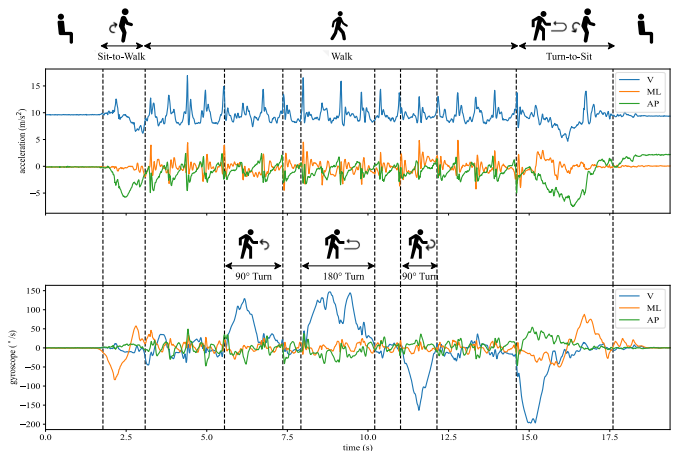 Sit-to-Walk Walk Turn-to-Sit
15
10
5
0
−5
acceleration (m/s²)
V
ML
AP
90° Turn 180° Turn 90° Turn
150
100
50
0
−50
−100
−150
−200
gyroscope (°/s)
V
ML
AP
0.0 2.5 5.0 7.5 10.0 12.5 15.0 17.5
time (s)